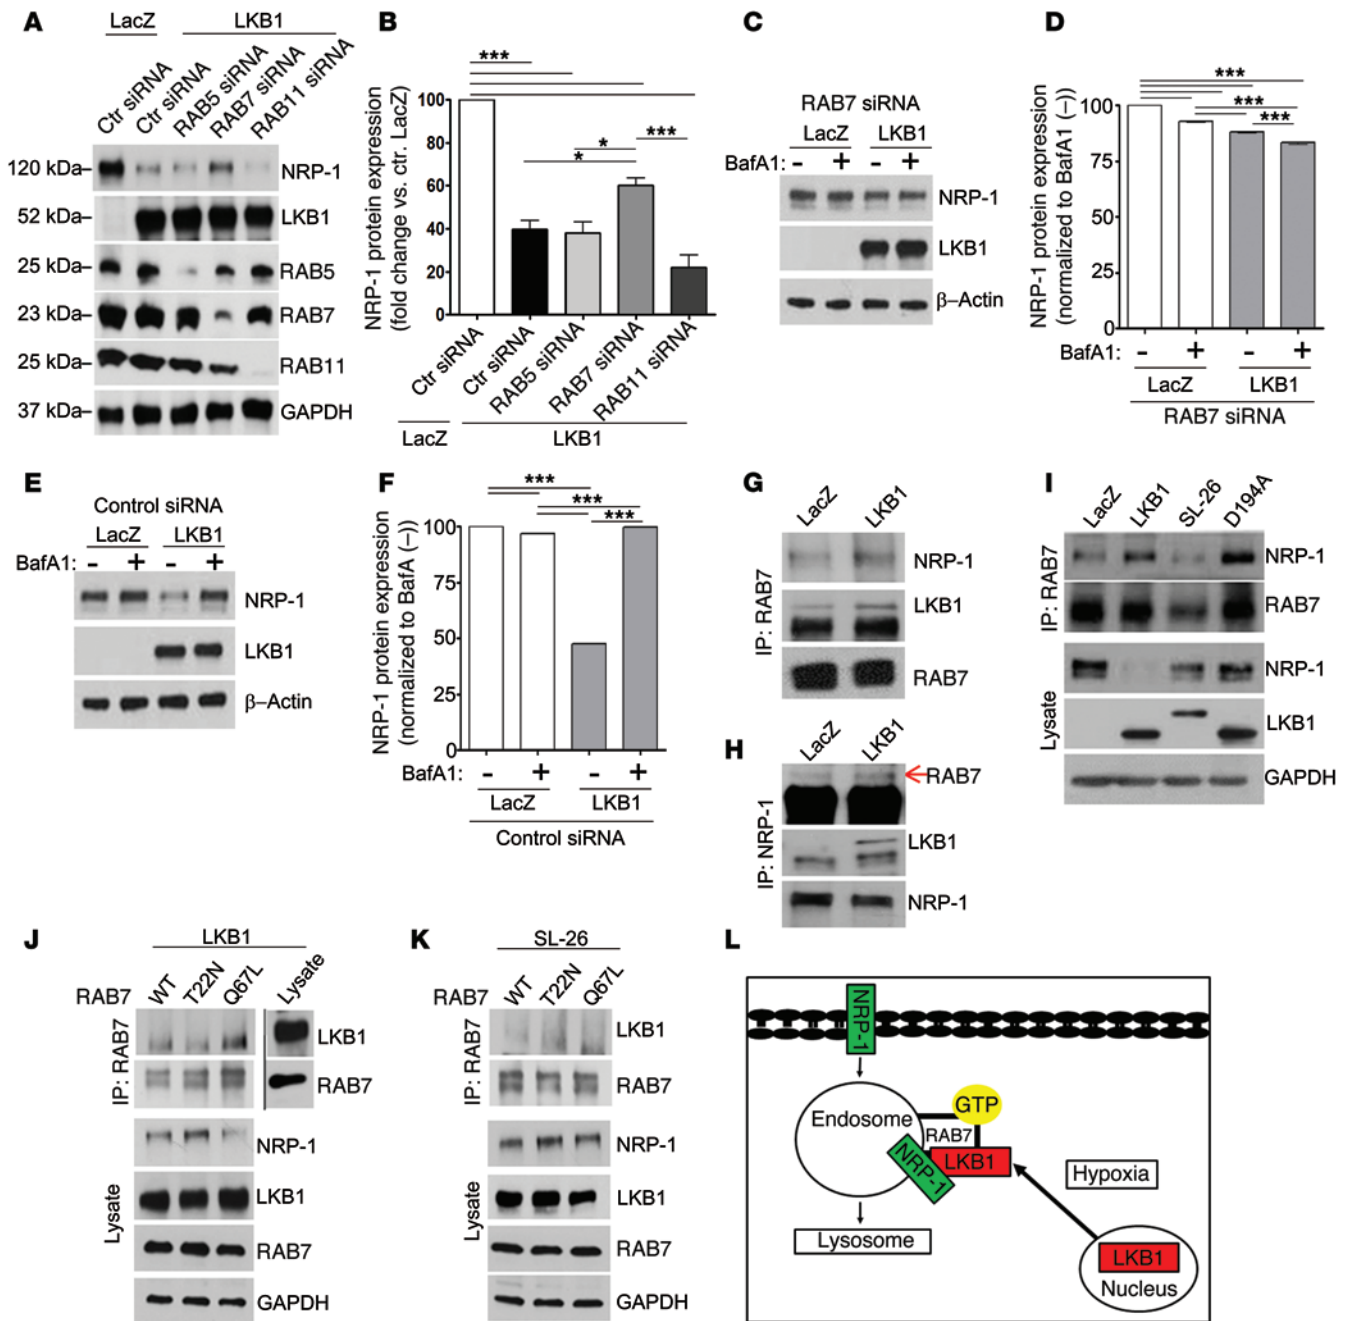 A
LacZ LKB1
Ctr siRNA
Ctr siRNA
RAB5 siRNA
RAB7 siRNA
RAB11 siRNA
120 kDa– NRP-1
52 kDa– LKB1
25 kDa– RAB5
23 kDa– RAB7
25 kDa– RAB11
37 kDa– GAPDH
B
NRP-1 protein expression
(fold change vs. ctr. LacZ)
***
*
*
***
100
80
60
40
20
0
Ctr siRNA
Ctr siRNA
RAB5 siRNA
RAB7 siRNA
RAB11 siRNA
LacZ LKB1
C
RAB7 siRNA
LacZ LKB1
BafA1: - + - +
NRP-1
LKB1
β–Actin
D
NRP-1 protein expression
(normalized to BafA1 (–))
***
***
***
100
75
50
25
0
BafA1: - + - +
LacZ LKB1
RAB7 siRNA
E
Control siRNA
LacZ LKB1
BafA1: - + - +
NRP-1
LKB1
β–Actin
F
NRP-1 protein expression
(normalized to BafA (–))
***
***
***
100
75
50
25
0
BafA1: - + - +
LacZ LKB1
Control siRNA
G
LacZ LKB1
IP: RAB7
NRP-1
LKB1
RAB7
H
LacZ LKB1
IP: NRP-1
RAB7
LKB1
NRP-1
I
LacZ LKB1 SL-26 D194A
IP: RAB7
NRP-1
RAB7
Lysate
NRP-1
LKB1
GAPDH
J
LKB1
RAB7 WT T22N Q67L Lysate
IP: RAB7
LKB1
RAB7
Lysate
NRP-1
LKB1
RAB7
GAPDH
K
SL-26
RAB7 WT T22N Q67L
IP: RAB7
LKB1
RAB7
Lysate
NRP-1
LKB1
RAB7
GAPDH
L
NRP-1
Endosome
GTP
RAB7
NRP-1
LKB1
Hypoxia
Lysosome
LKB1
Nucleus